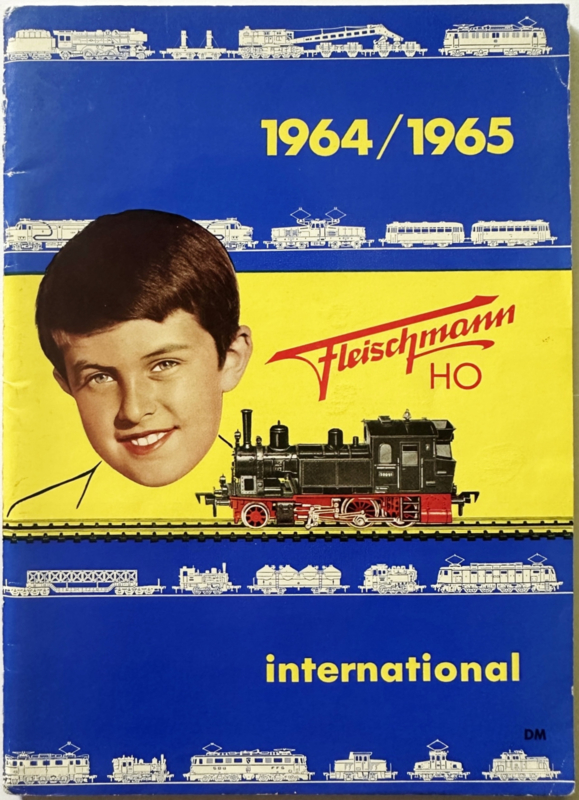 1964/1965
Fleischmann
HO
international
DM